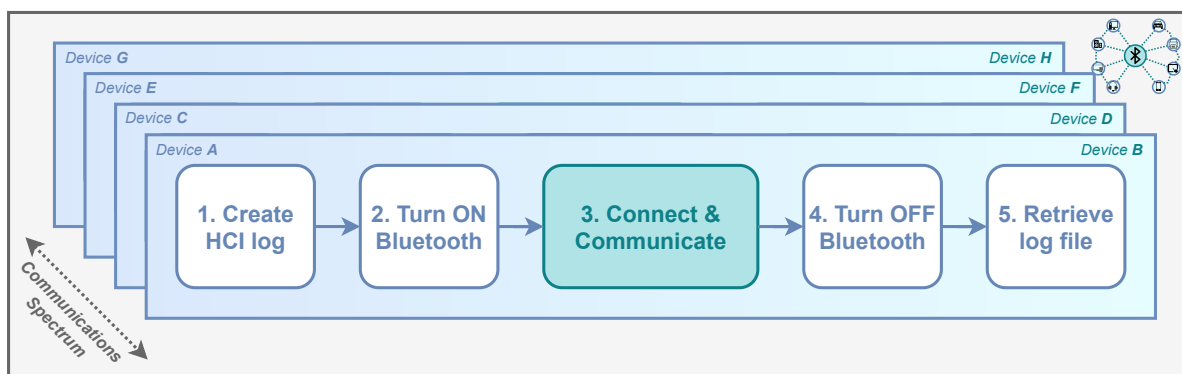 Device G
Device H
Device E
Device F
Device C
Device D
Device A
Device B
1. Create
HCI log
2. Turn ON
Bluetooth
3. Connect &
Communicate
4. Turn OFF
Bluetooth
5. Retrieve
log file
Communications
Spectrum